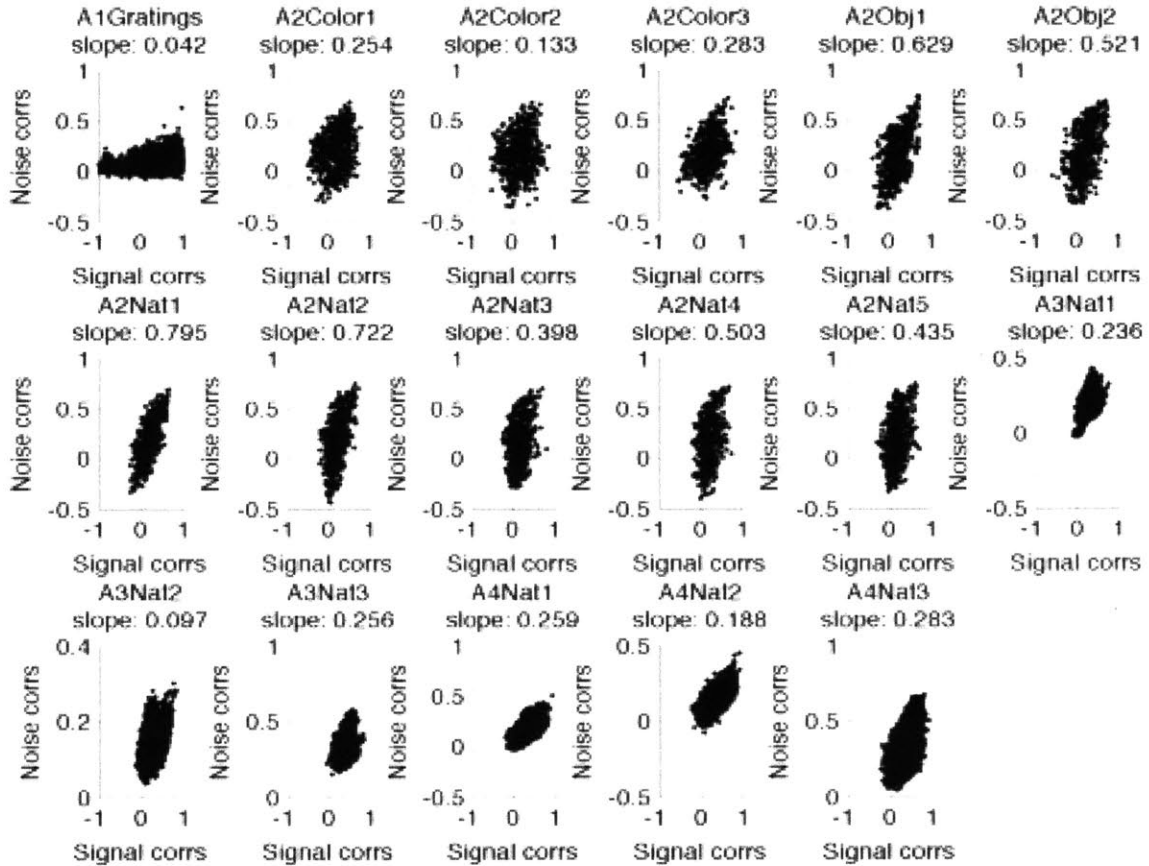 A1Gratings A2Color1 A2Color2 A2Color3 A2Obj1 A2Obj2
slope: 0.042 slope: 0.254 slope: 0.133 slope: 0.283 slope: 0.629 slope: 0.521
1 1 1 1 1 1
0.5 0.5 0.5 0.5 0.5 0.5
0 0 0 0 0 0
-0.5 -0.5 -0.5 -0.5 -0.5 -0.5
Noise corrs Noise corrs Noise corrs Noise corrs Noise corrs Noise corrs
-1 0 1 -1 0 1 -1 0 1 -1 0 1 -1 0 1 -1 0 1
Signal corrs Signal corrs Signal corrs Signal corrs Signal corrs Signal corrs
A2Nat1 A2Nat2 A2Nat3 A2Nat4 A2Nat5 A3Nat1
slope: 0.795 slope: 0.722 slope: 0.398 slope: 0.503 slope: 0.435 slope: 0.236
1 1 1 1 1 0.5
0.5 0.5 0.5 0.5 0.5
0 0 0 0 0 0
-0.5 -0.5 -0.5 -0.5 -0.5 -0.5
Noise corrs Noise corrs Noise corrs Noise corrs Noise corrs Noise corrs
-1 0 1 -1 0 1 -1 0 1 -1 0 1 -1 0 1 -1 0 1
Signal corrs Signal corrs Signal corrs Signal corrs Signal corrs Signal corrs
A3Nat2 A3Nat3 A4Nat1 A4Nat2 A4Nat3
slope: 0.097 slope: 0.256 slope: 0.259 slope: 0.188 slope: 0.283
0.4 1 1 0.5 1
0.2 0.5 0.5 0 0.5
0 0 0 -0.5 0
-0.5
Noise corrs Noise corrs Noise corrs Noise corrs Noise corrs
-1 0 1 -1 0 1 -1 0 1 -1 0 1 -1 0 1
Signal corrs Signal corrs Signal corrs Signal corrs Signal corrs